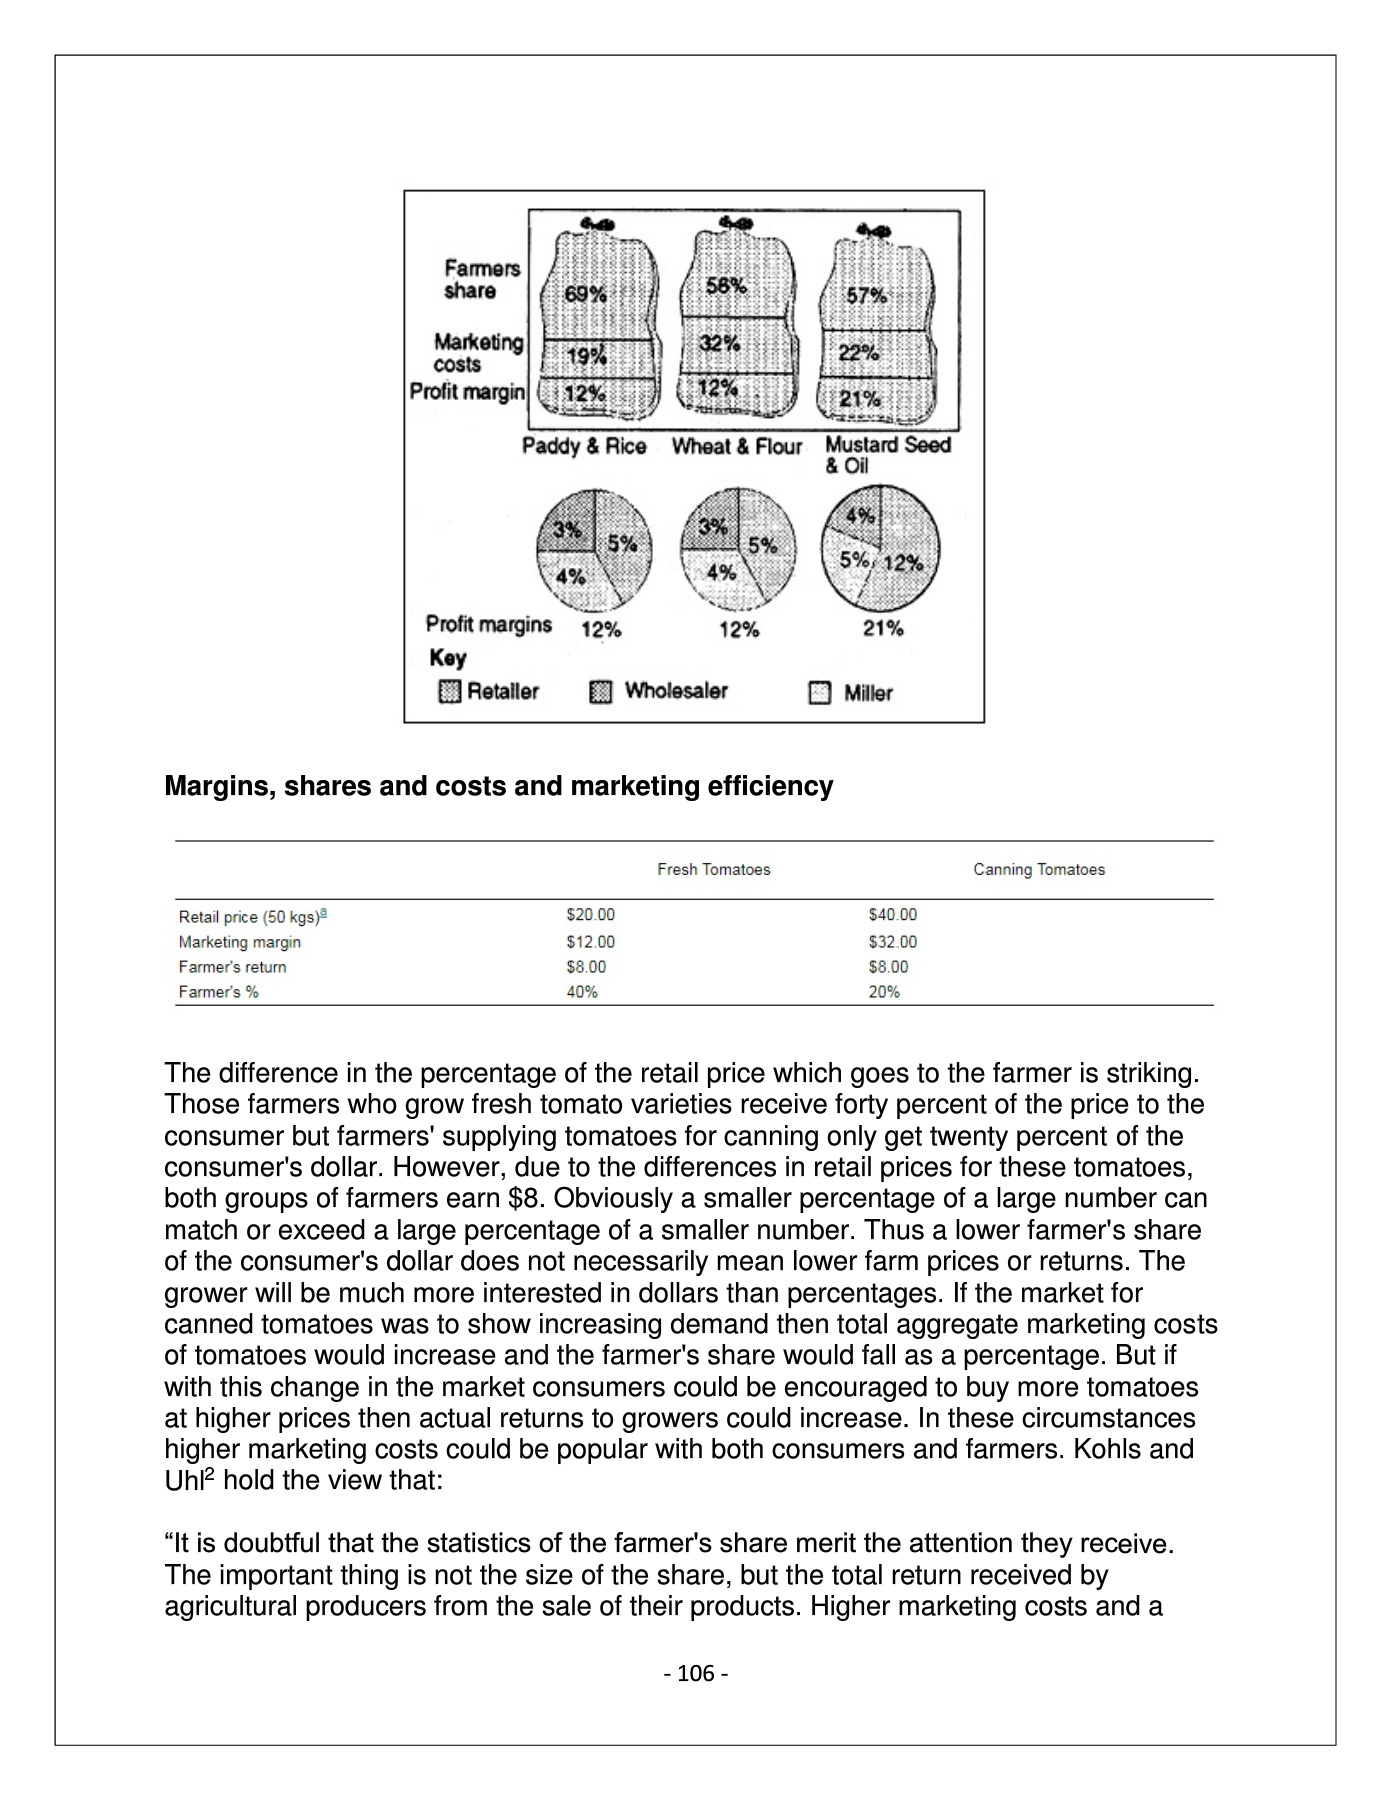 Farmers
share
69%
56%
57%
Marketing
costs
19%
32%
22%
Profit margin
12%
12%
21%
Paddy & Rice
Wheat & Flour
Mustard Seed
& Oil
3%
5%
4%
3%
5%
4%
4%
5%
12%
Profit margins
12%
12%
21%
Key
Retailer
Wholesaler
Miller
Margins, shares and costs and marketing efficiency
Fresh Tomatoes Canning Tomatoes
Retail price (50 kgs)a $20.00 $40.00
Marketing margin $12.00 $32.00
Farmer's return $8.00 $8.00
Farmer's % 40% 20%
The difference in the percentage of the retail price which goes to the farmer is striking.
Those farmers who grow fresh tomato varieties receive forty percent of the price to the
consumer but farmers' supplying tomatoes for canning only get twenty percent of the
consumer's dollar. However, due to the differences in retail prices for these tomatoes,
both groups of farmers earn $8. Obviously a smaller percentage of a large number can
match or exceed a large percentage of a smaller number. Thus a lower farmer's share
of the consumer's dollar does not necessarily mean lower farm prices or returns. The
grower will be much more interested in dollars than percentages. If the market for
canned tomatoes was to show increasing demand then total aggregate marketing costs
of tomatoes would increase and the farmer's share would fall as a percentage. But if
with this change in the market consumers could be encouraged to buy more tomatoes
at higher prices then actual returns to growers could increase. In these circumstances
higher marketing costs could be popular with both consumers and farmers. Kohls and
Uhl2 hold the view that:
“It is doubtful that the statistics of the farmer's share merit the attention they receive.
The important thing is not the size of the share, but the total return received by
agricultural producers from the sale of their products. Higher marketing costs and a
- 106 -